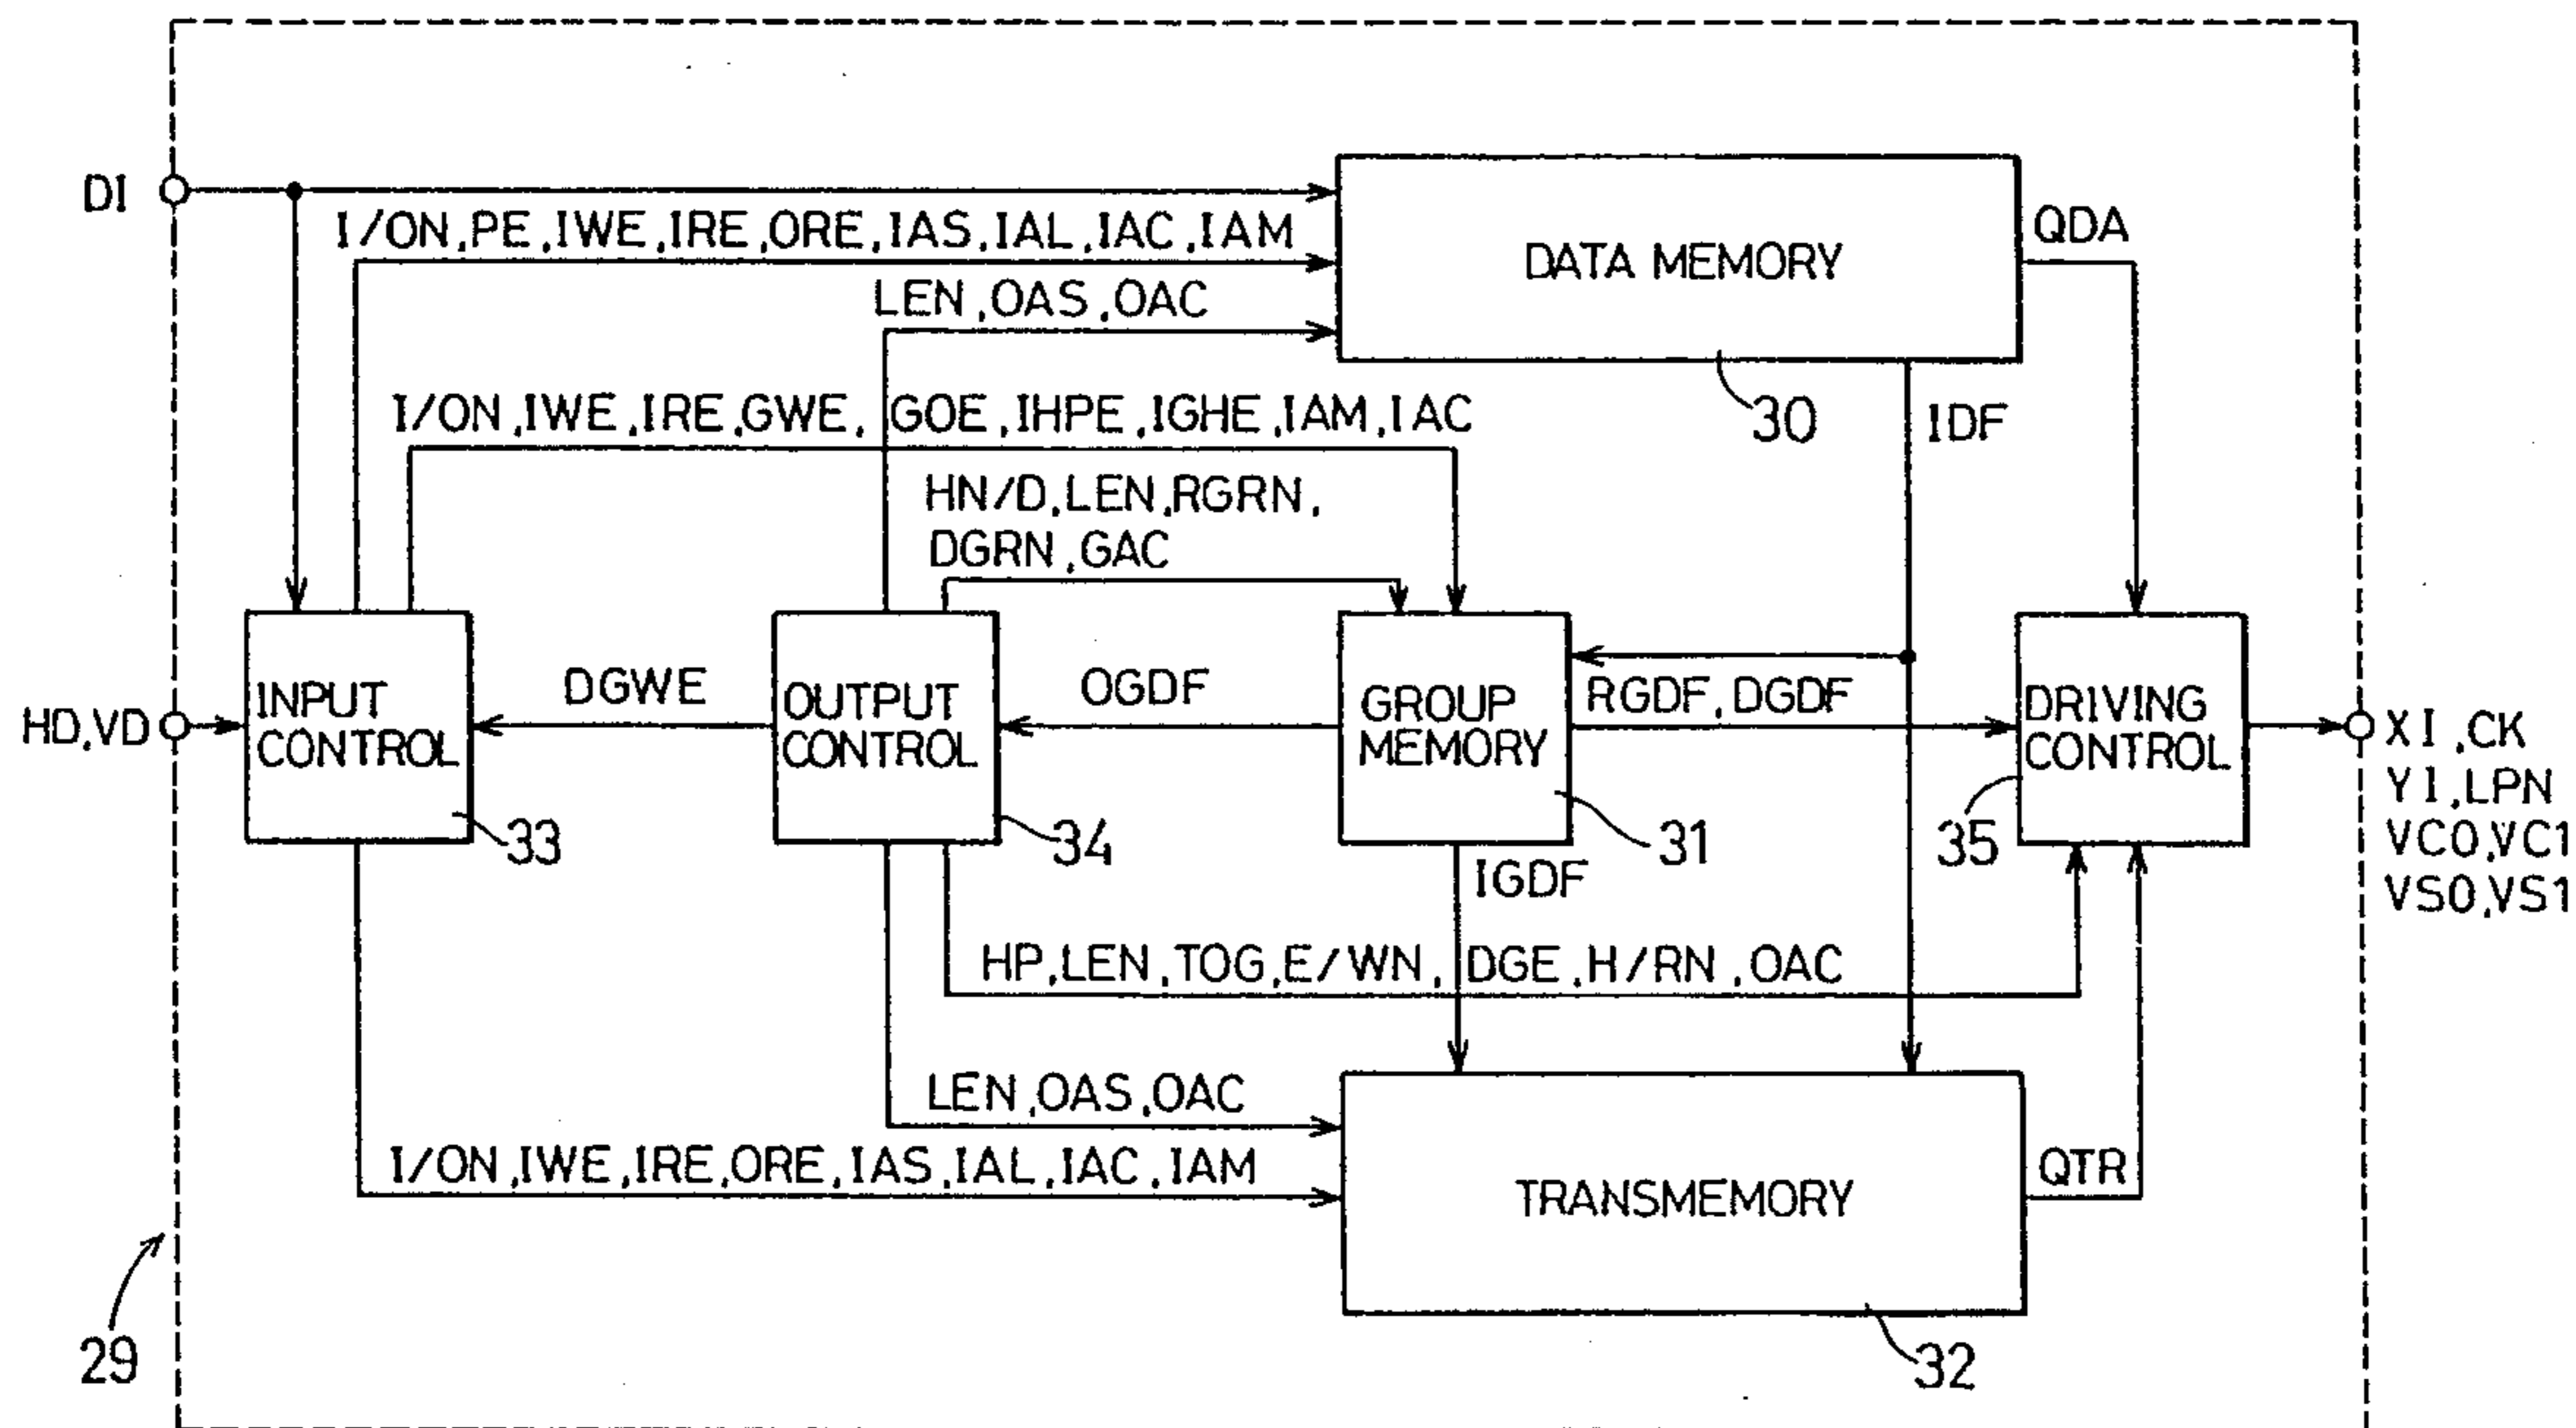 DI
I/ON,PE,IWE,IRE,ORE,IAS,IAL,IAC,IAM
LEN,OAS,OAC
DATA MEMORY
QDA
30
IDF
I/ON,IWE,IRE,GWE, GOE,IHPE,IGHE,IAM,IAC
HN/D,LEN,RGRN,
DGRN,GAC
HD,VD
INPUT
CONTROL
33
DGWE
OUTPUT
CONTROL
34
OGDF
GROUP
MEMORY
31
RGDF,DGDF
DRIVING
CONTROL
35
XI,CK
YI,LPN
VC0,VC1
VS0,VS1
IGDF
HP,LEN,TOG,E/WN, DGE,H/RN,OAC
LEN,OAS,OAC
I/ON,IWE,IRE,ORE,IAS,IAL,IAC,IAM
TRANSMEMORY
QTR
32
29